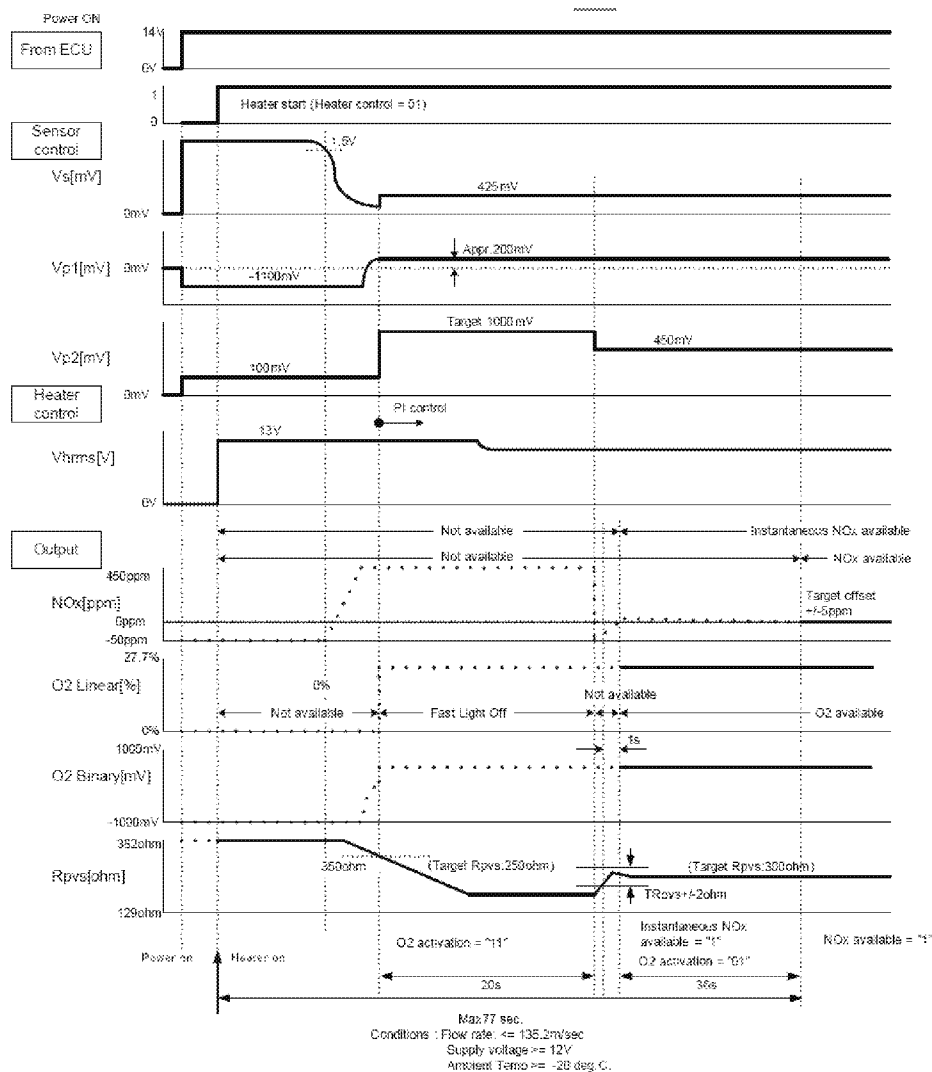 Power ON
From ECU
14V
6V
1
0
Heater start (Heater control = 01)
Sensor control
Vs[mV]
1.5V
425mV
0mV
Vp1[mV]
0mV
-1100mV
Appr.200mV
Vp2[mV]
100mV
Target 1000mV
450mV
0mV
Heater control
PI control
Vhrms[V]
13V
0V
Output
Not available
Instantaneous NOx available
Not available
NOx available
450ppm
NOx[ppm]
0ppm
-50ppm
Target offset
+/-5ppm
27.7%
O2 Linear[%]
0%
Not available
Fast Light Off
Not available
O2 available
0%
1000mV
1s
O2 Binary[mV]
-1000mV
382ohm
350ohm
(Target Rpvs:250ohm)
(Target Rpvs:300ohm)
Rpvs[ohm]
TRpvs+/-2ohm
129ohm
O2 activation = "11"
Instantaneous NOx
available = "1"
O2 activation = "01"
NOx available = "1"
Power on
Heater on
20s
Max77 sec.
Conditions : Flow rate: <= 135.2m/sec
Supply voltage >= 12V
Ambient Temp >= -20 deg.C.